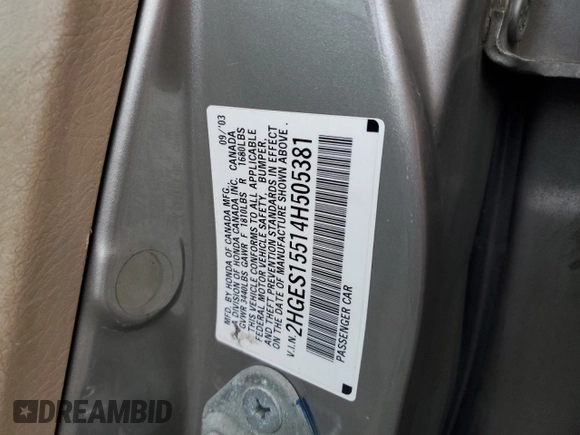 MFD. BY HONDA OF CANADA MFG., 09/'03
A DIVISION OF HONDA CANADA INC. CANADA
GVWR 3440LBS GAWR F 1810LBS R 1680LBS
THIS VEHICLE CONFORMS TO ALL APPLICABLE
FEDERAL MOTOR VEHICLE SAFETY, BUMPER,
AND THEFT PREVENTION STANDARDS IN EFFECT
ON THE DATE OF MANUFACTURE SHOWN ABOVE.
V.I.N. 2HGES15514H505381
PASSENGER CAR
DREAMBID